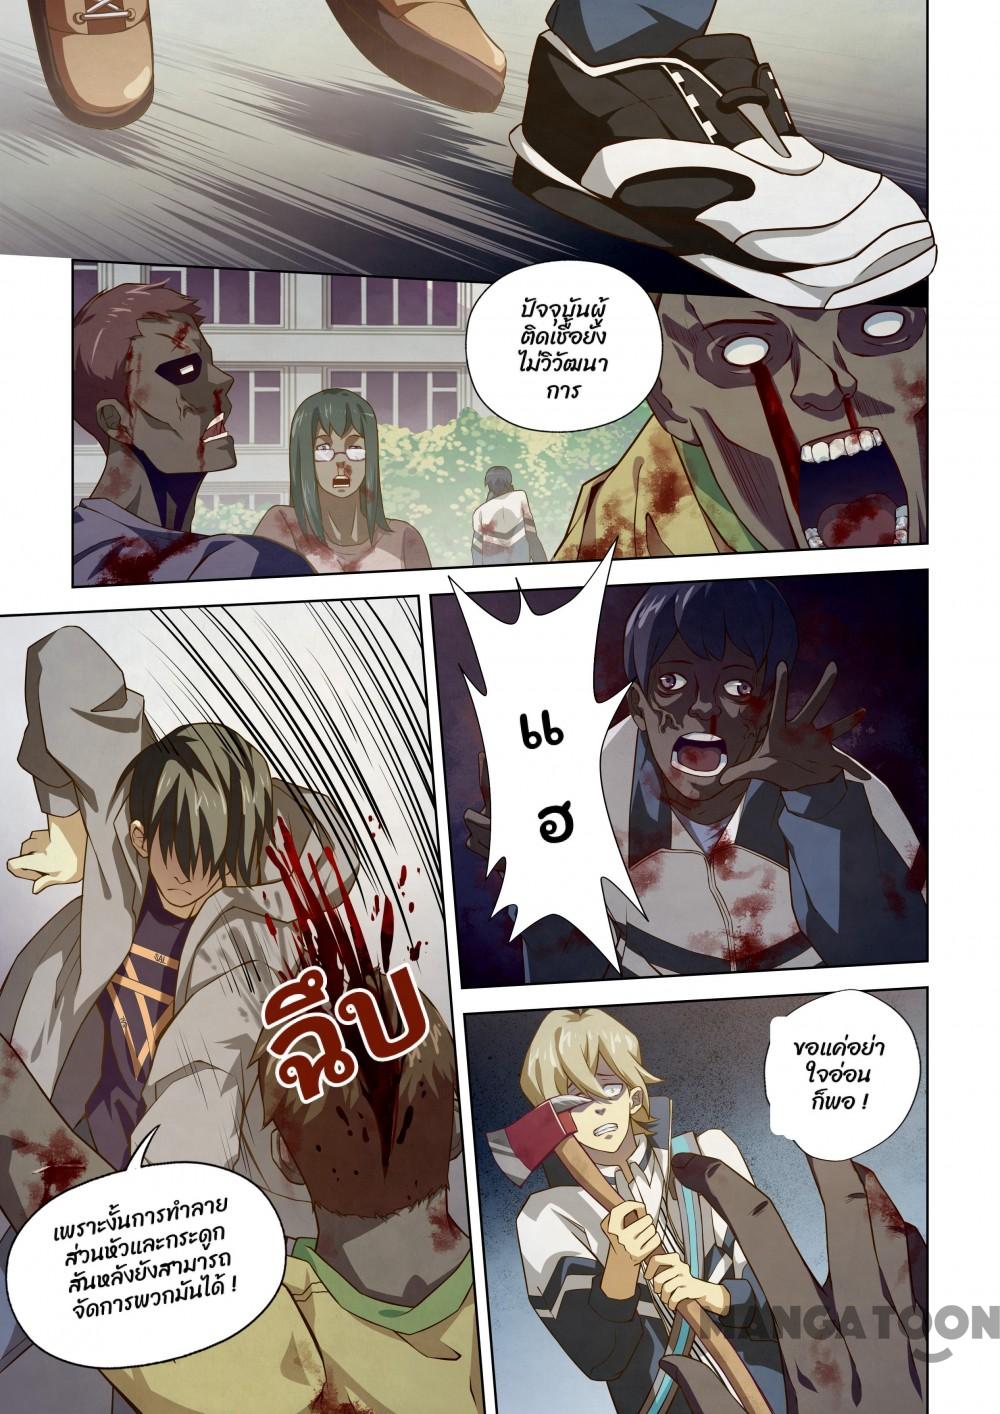 ปัจจุบันผู้
ติดเชื้อยัง
ไม่วิวัฒนา
การ
แ
ฮ
ฉึบ
SAL
ขอแค่อย่า
ใจอ่อน
ก็พอ !
เพราะงั้นการทำลาย
ส่วนหัวและกระดูก
สันหลังยังสามารถ
จัดการพวกมันได้ !
MANGATOON